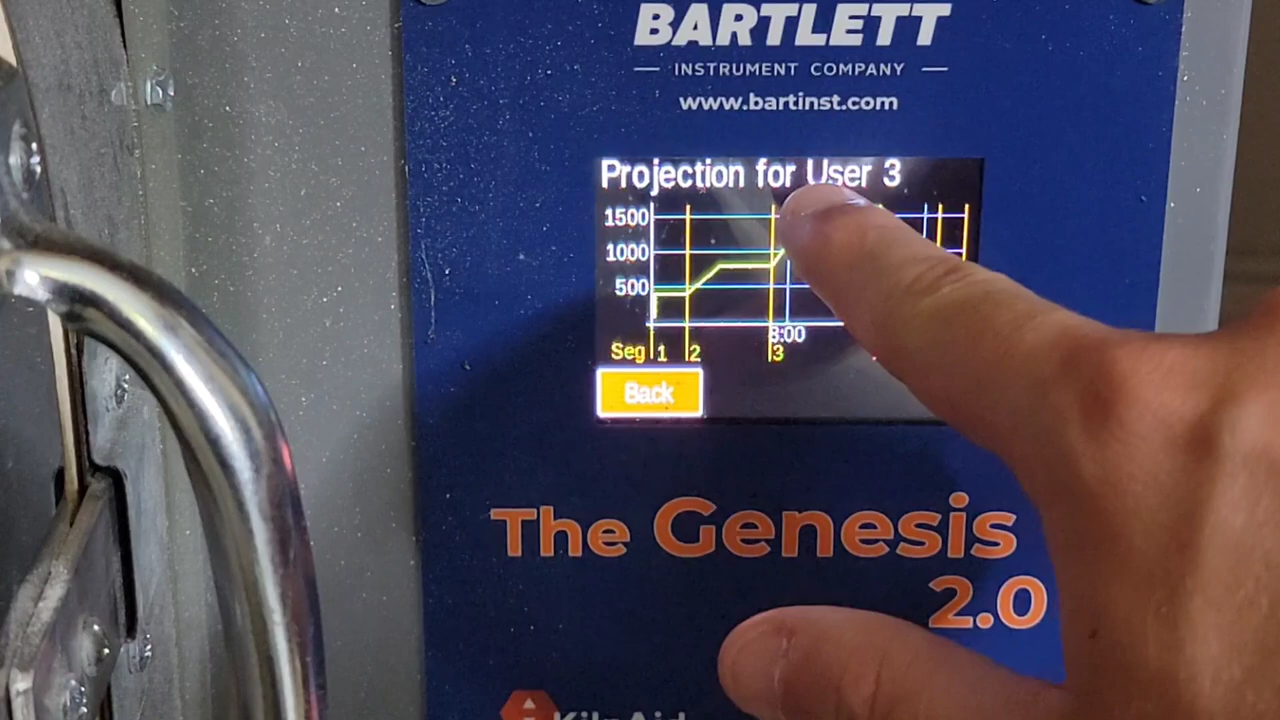 BARTLETT
INSTRUMENT COMPANY
www.bartinst.com
Projection for User 3
1500
1000
500
8:00
Seg 1 2 3
Back
The Genesis
2.0
KilnAid